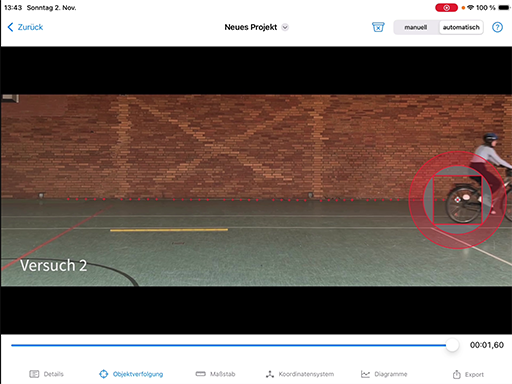 13:43 Sonntag 2. Nov. 100 %
Zurück Neues Projekt manuell automatisch
Versuch 2
00:01,60
Details Objektverfolgung Maßstab Koordinatensystem Diagramme Export